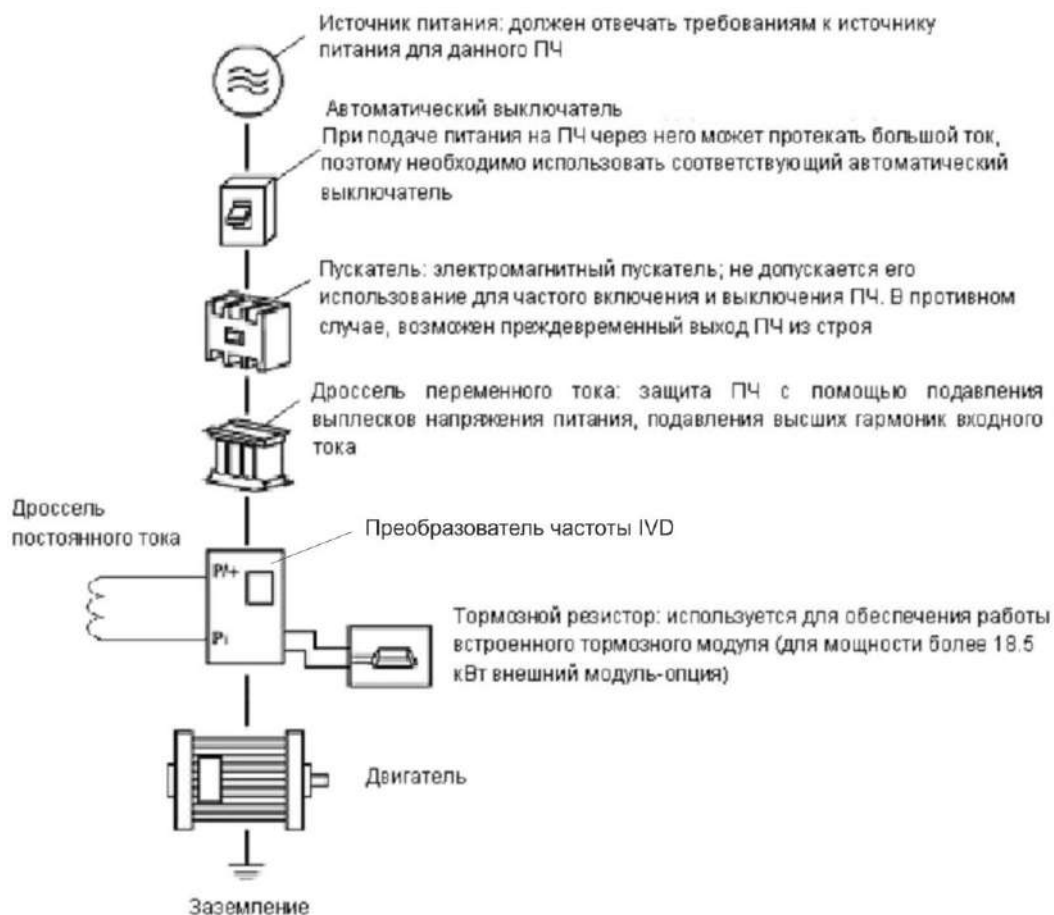 Источник питания: должен отвечать требованиям к источнику
питания для данного ПЧ
Автоматический выключатель
При подаче питания на ПЧ через него может протекать большой ток,
поэтому необходимо использовать соответствующий автоматический
выключатель
Пускатель: электромагнитный пускатель; не допускается его
использование для частого включения и выключения ПЧ. В противном
случае, возможен преждевременный выход ПЧ из строя
Дроссель переменного тока: защита ПЧ с помощью подавления
выплесков напряжения питания, подавления высших гармоник входного
тока
Дроссель
постоянного тока
Преобразователь частоты IVD
P/+
P1
Тормозной резистор: используется для обеспечения работы
встроенного тормозного модуля (для мощности более 18.5
кВт внешний модуль-опция)
Двигатель
Заземление